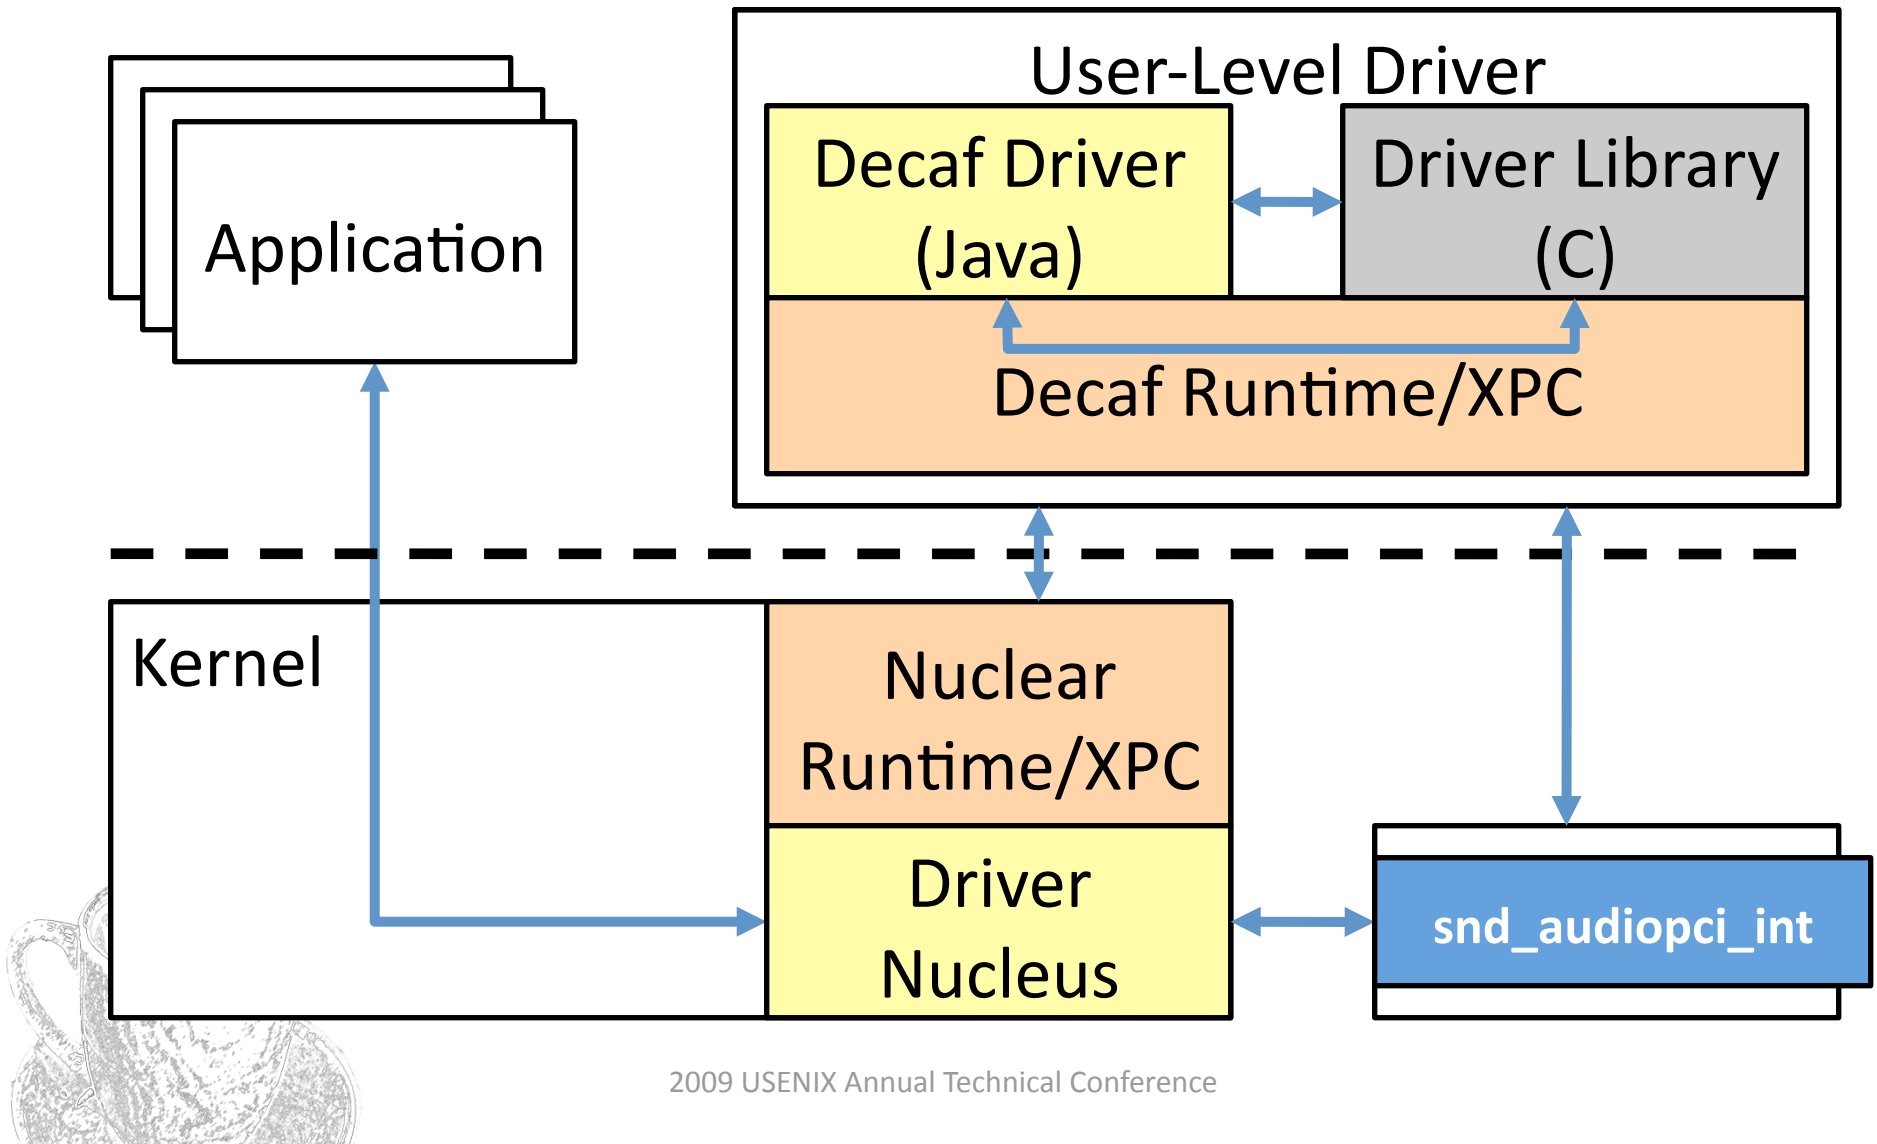 User-Level Driver
Decaf Driver
(Java)
Driver Library
(C)
Application
Decaf Runtime/XPC
Kernel
Nuclear
Runtime/XPC
Driver
Nucleus
snd_audiopci_int
2009 USENIX Annual Technical Conference